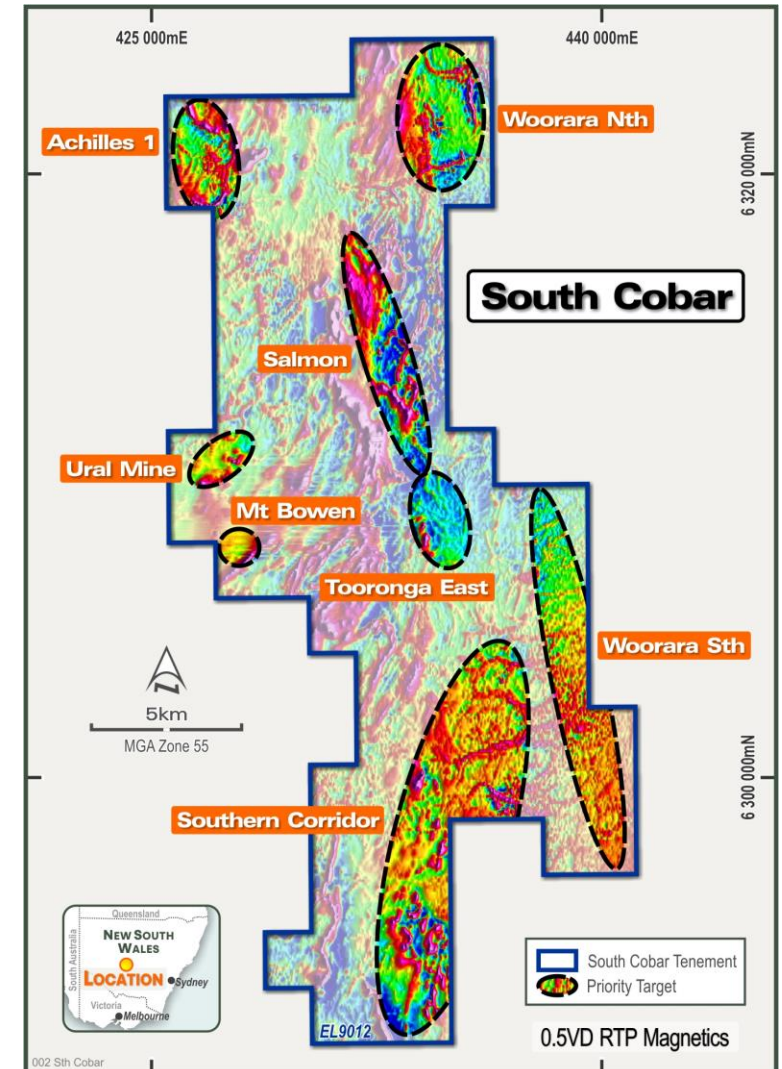 425 000mE
440 000mE
Achilles 1
Woorara Nth
6 320 000mN
South Cobar
Salmon
Ural Mine
Mt Bowen
Tooronga East
Woorara Sth
N
5km
MGA Zone 55
6 300 000mN
Southern Corridor
Queensland
South Australia
NEW SOUTH
WALES
LOCATION
Sydney
Victoria
Melbourne
EL9012
South Cobar Tenement
Priority Target
0.5VD RTP Magnetics
002 Sth Cobar